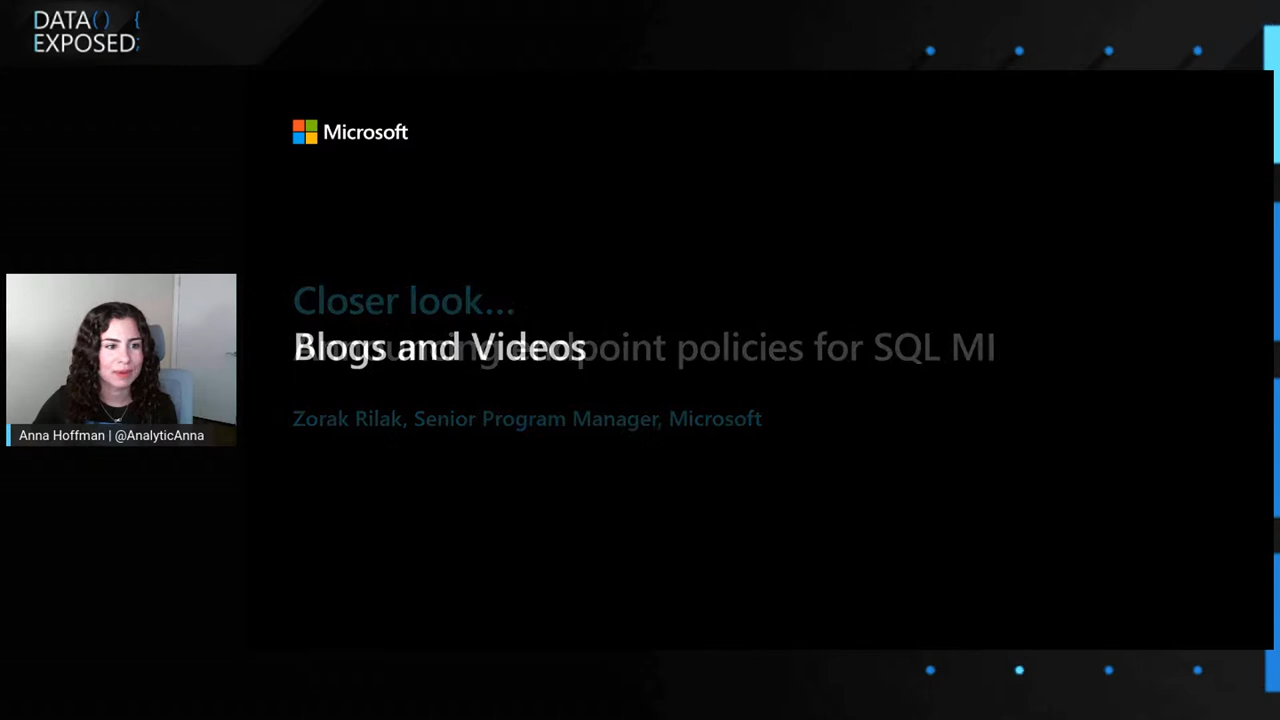 DATA() {
EXPOSED;
Microsoft
Closer look...
Blogs and Videos
endpoint policies for SQL MI
Zorak Rilak, Senior Program Manager, Microsoft
Anna Hoffman | @AnalyticAnna